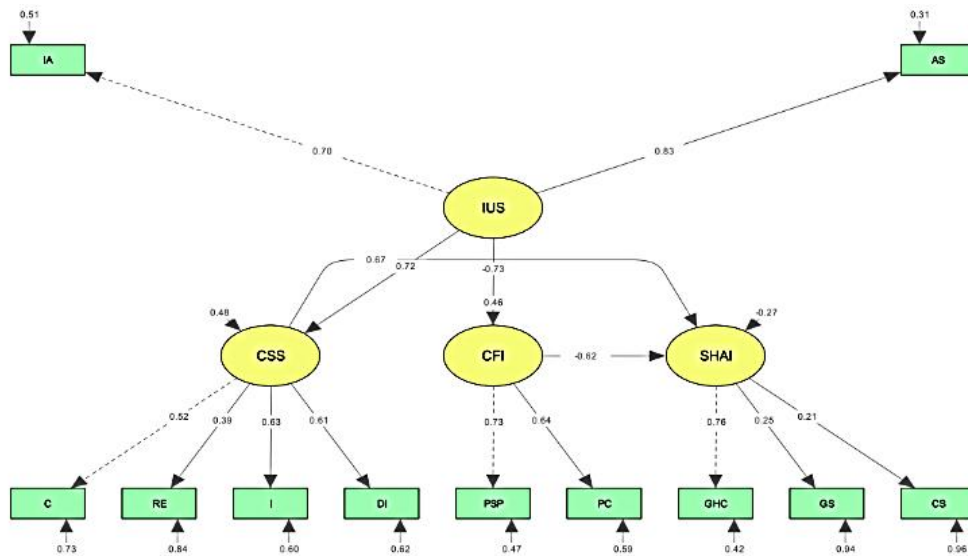 0.51
0.31
IA
AS
0.70
0.83
IUS
0.67
0.72
-0.73
0.48
0.46
-0.27
CSS
CFI
-0.62
SHAI
0.52
0.39
0.63
0.61
0.73
0.64
0.76
0.25
0.21
C
RE
I
DI
PSP
PC
GHC
GS
CS
0.73
0.84
0.60
0.62
0.47
0.59
0.42
0.94
0.96